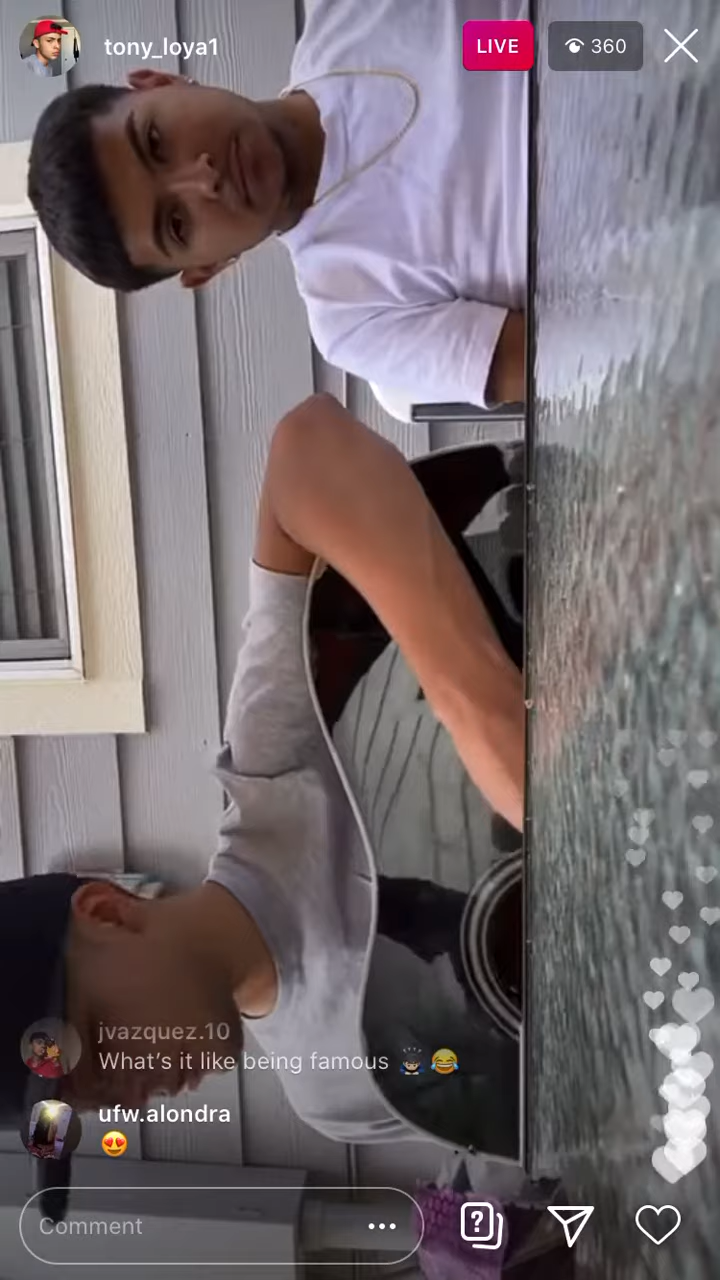 tony_loya1
LIVE
360
jvazquez.10
What's it like being famous 🤷🏻‍♂️😂
ufw.alondra
😍
Comment